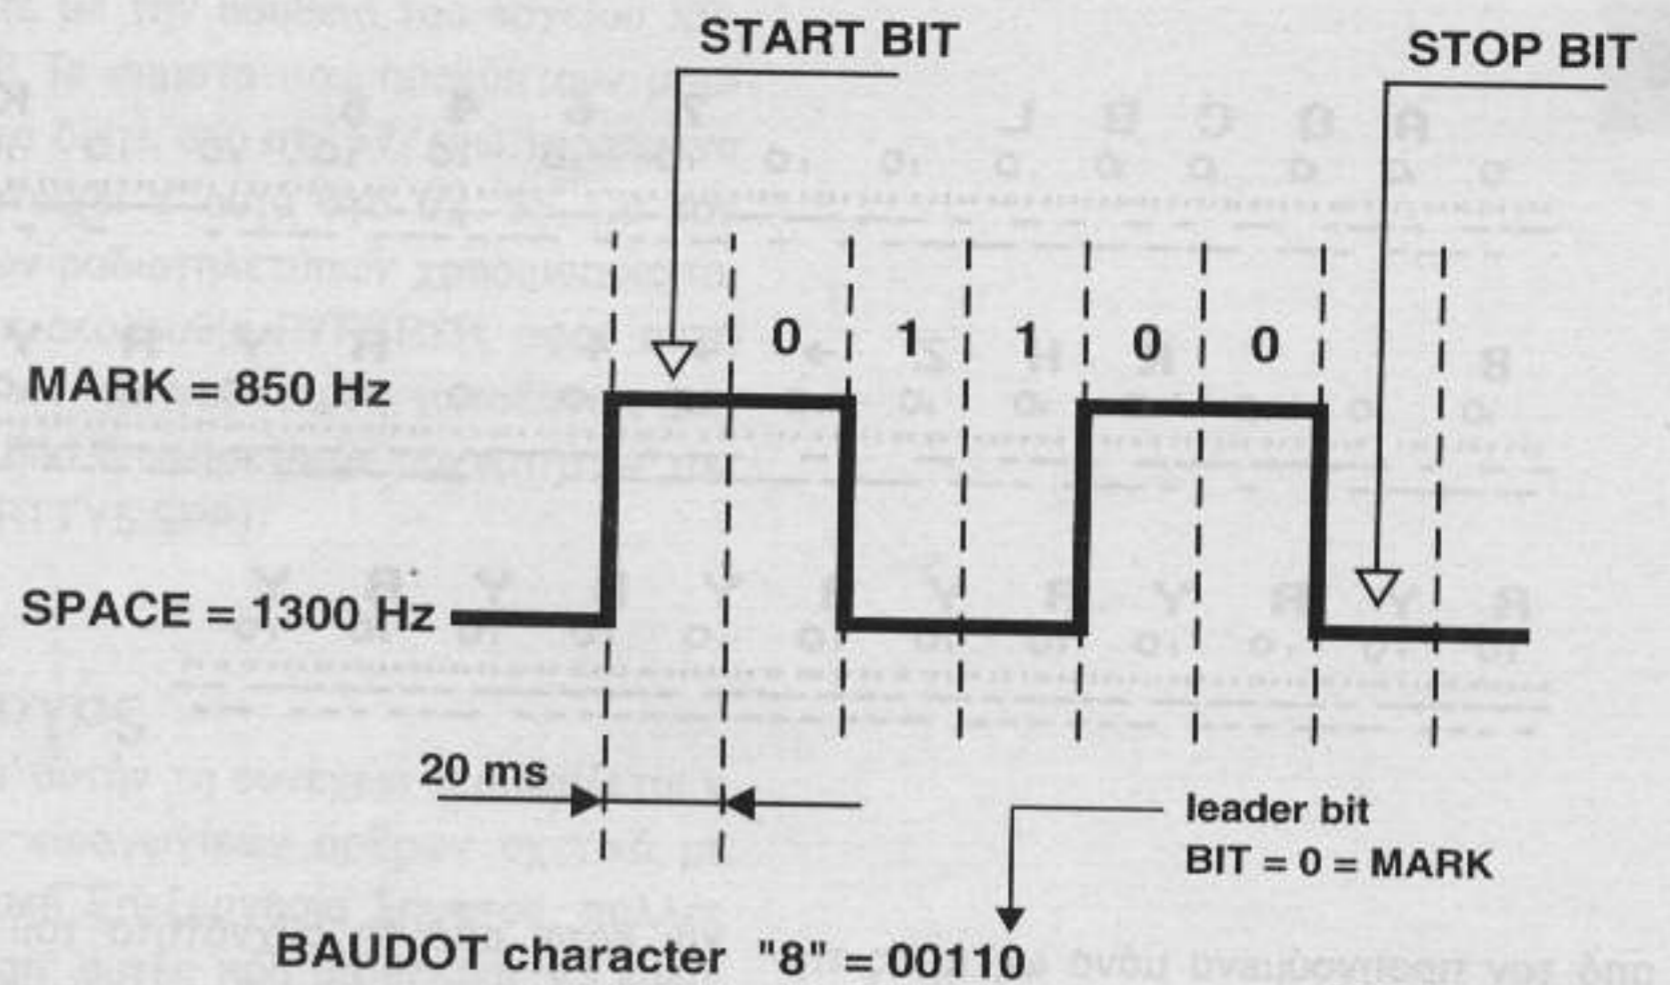 START BIT
STOP BIT
0 1 1 0 0
MARK = 850 Hz
SPACE = 1300 Hz
20 ms
leader bit
BIT = 0 = MARK
BAUDOT character "8" = 00110